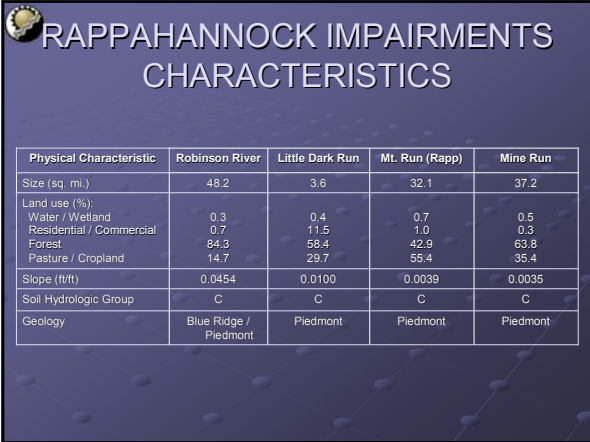 RAPPAHANNOCK IMPAIRMENTS
CHARACTERISTICS
Physical Characteristic Robinson River Little Dark Run Mt. Run (Rapp) Mine Run
Size (sq. mi.) 48.2 3.6 32.1 37.2
Land use (%):
Water / Wetland 0.3 0.4 0.7 0.5
Residential / Commercial 0.7 11.5 1.0 0.3
Forest 84.3 58.4 42.9 63.8
Pasture / Cropland 14.7 29.7 55.4 35.4
Slope (ft/ft) 0.0454 0.0100 0.0039 0.0035
Soil Hydrologic Group C C C C
Geology Blue Ridge / Piedmont Piedmont Piedmont
Piedmont